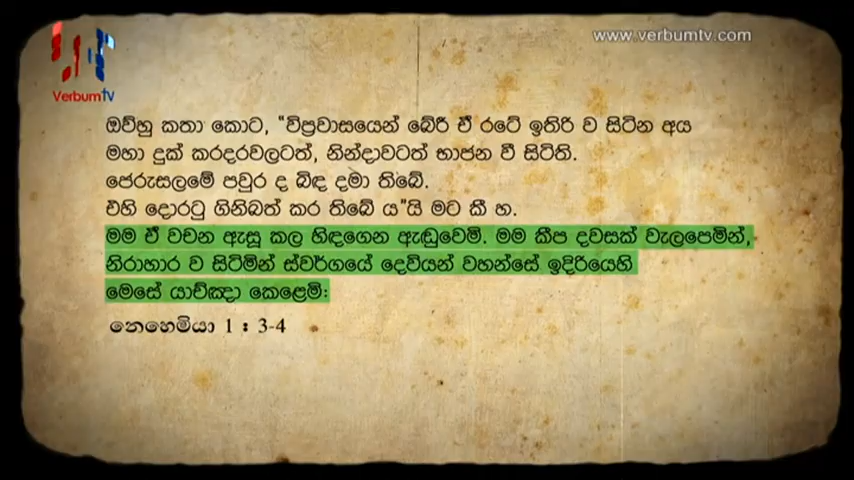 www.verbumtv.com
VerbumTV
ඔව්හු කතා කොට, "විප්‍රවාසයෙන් බේරී ඒ රටේ ඉතිරි ව සිටින අය
මහා දුක් කරදරවලටත්, නින්දාවටත් භාජන වී සිටිති.
ජෙරුසලමේ පවුර ද බිඳ දමා තිබේ.
එහි දොරටු ගිනිබත් කර තිබේ ය"යි මට කී හ.
මම ඒ වචන ඇසූ කල හිඳගෙන ඇඬුවෙමි. මම කීප දවසක් වැලපෙමින්,
නිරාහාර ව සිටිමින් ස්වර්ගයේ දෙවියන් වහන්සේ ඉදිරියෙහි
මෙසේ යාච්ඤා කෙළෙමි:
නෙහෙමියා 1 : 3-4